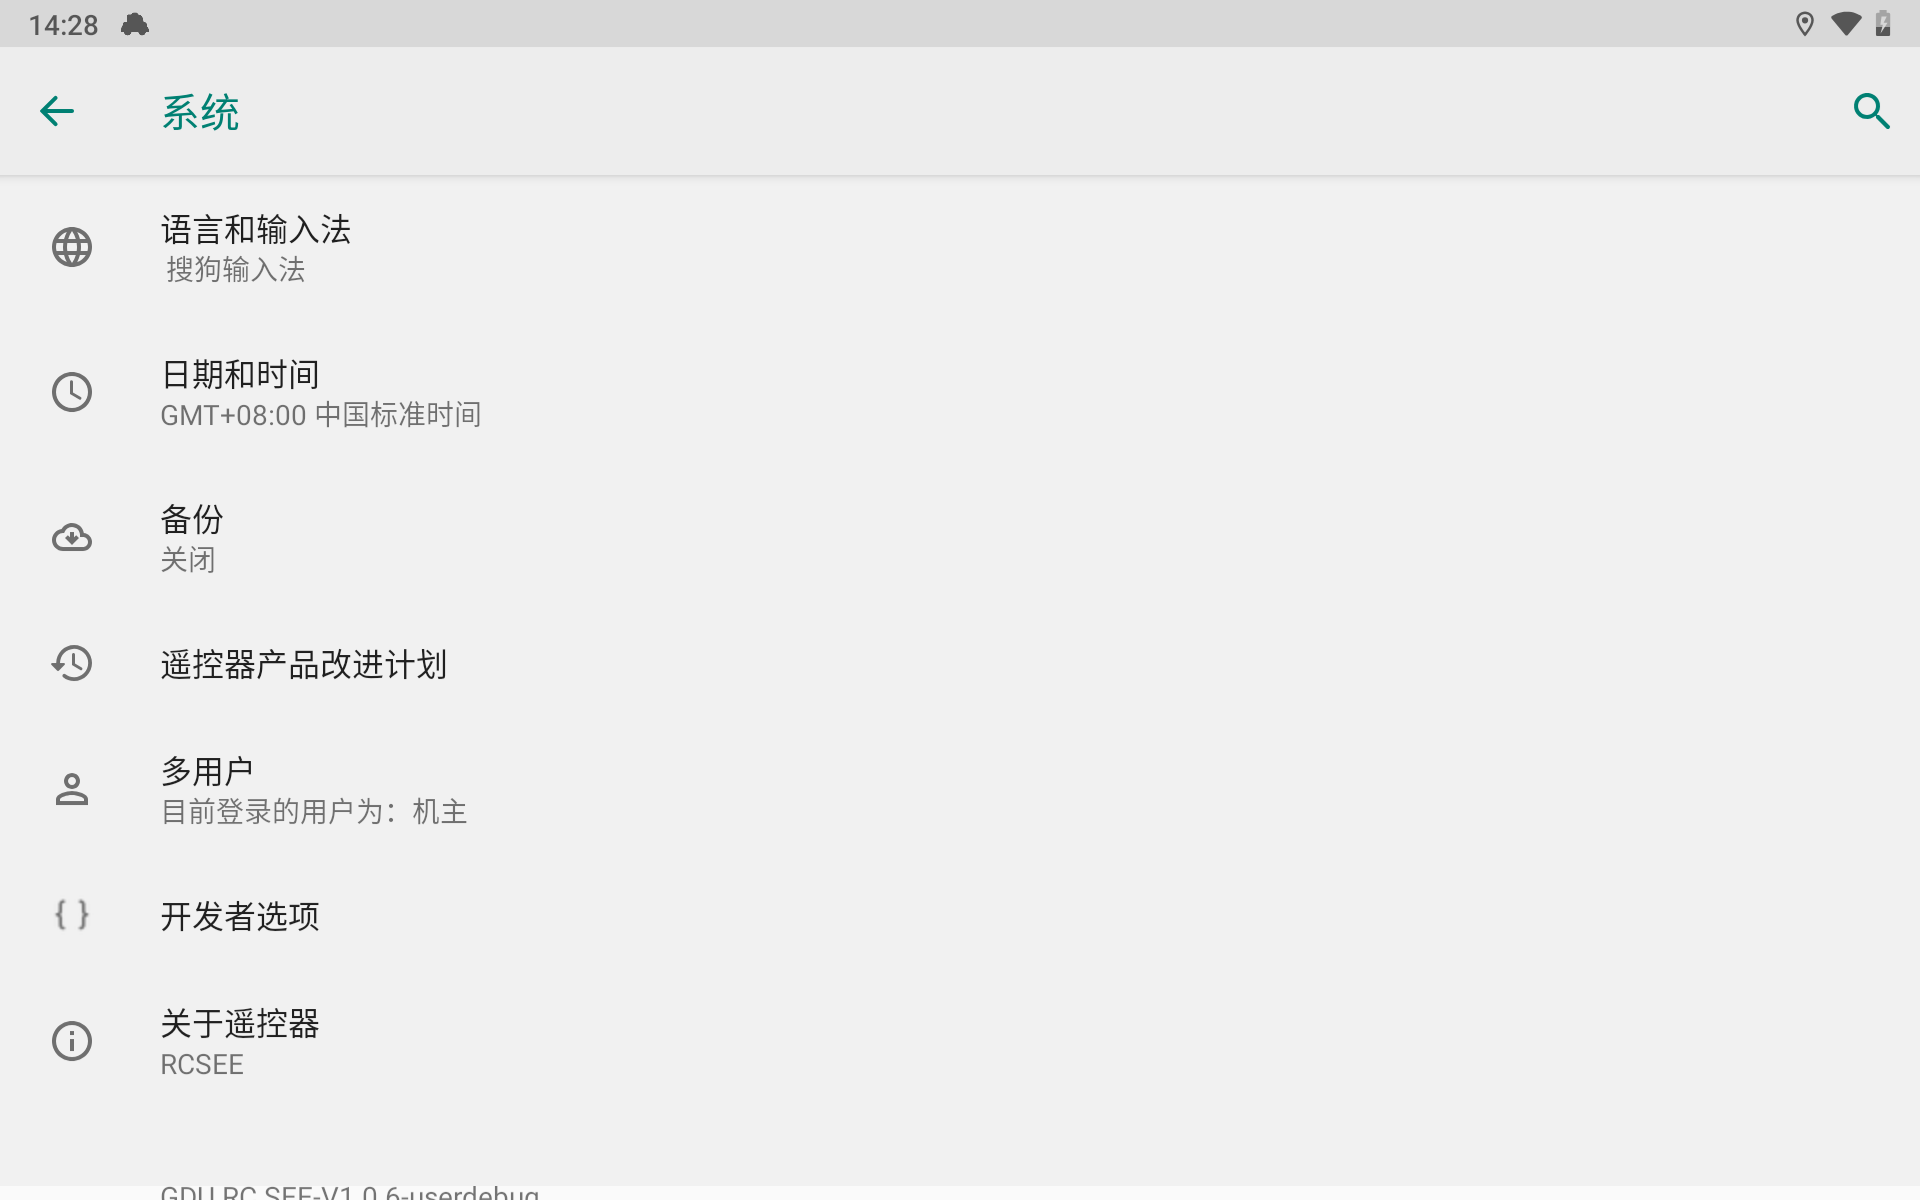 14:28
系统
语言和输入法
搜狗输入法
日期和时间
GMT+08:00 中国标准时间
备份
关闭
遥控器产品改进计划
多用户
目前登录的用户为：机主
{ }
开发者选项
关于遥控器
RCSEE
GDU RC SEE-V1.0.6-userdebug